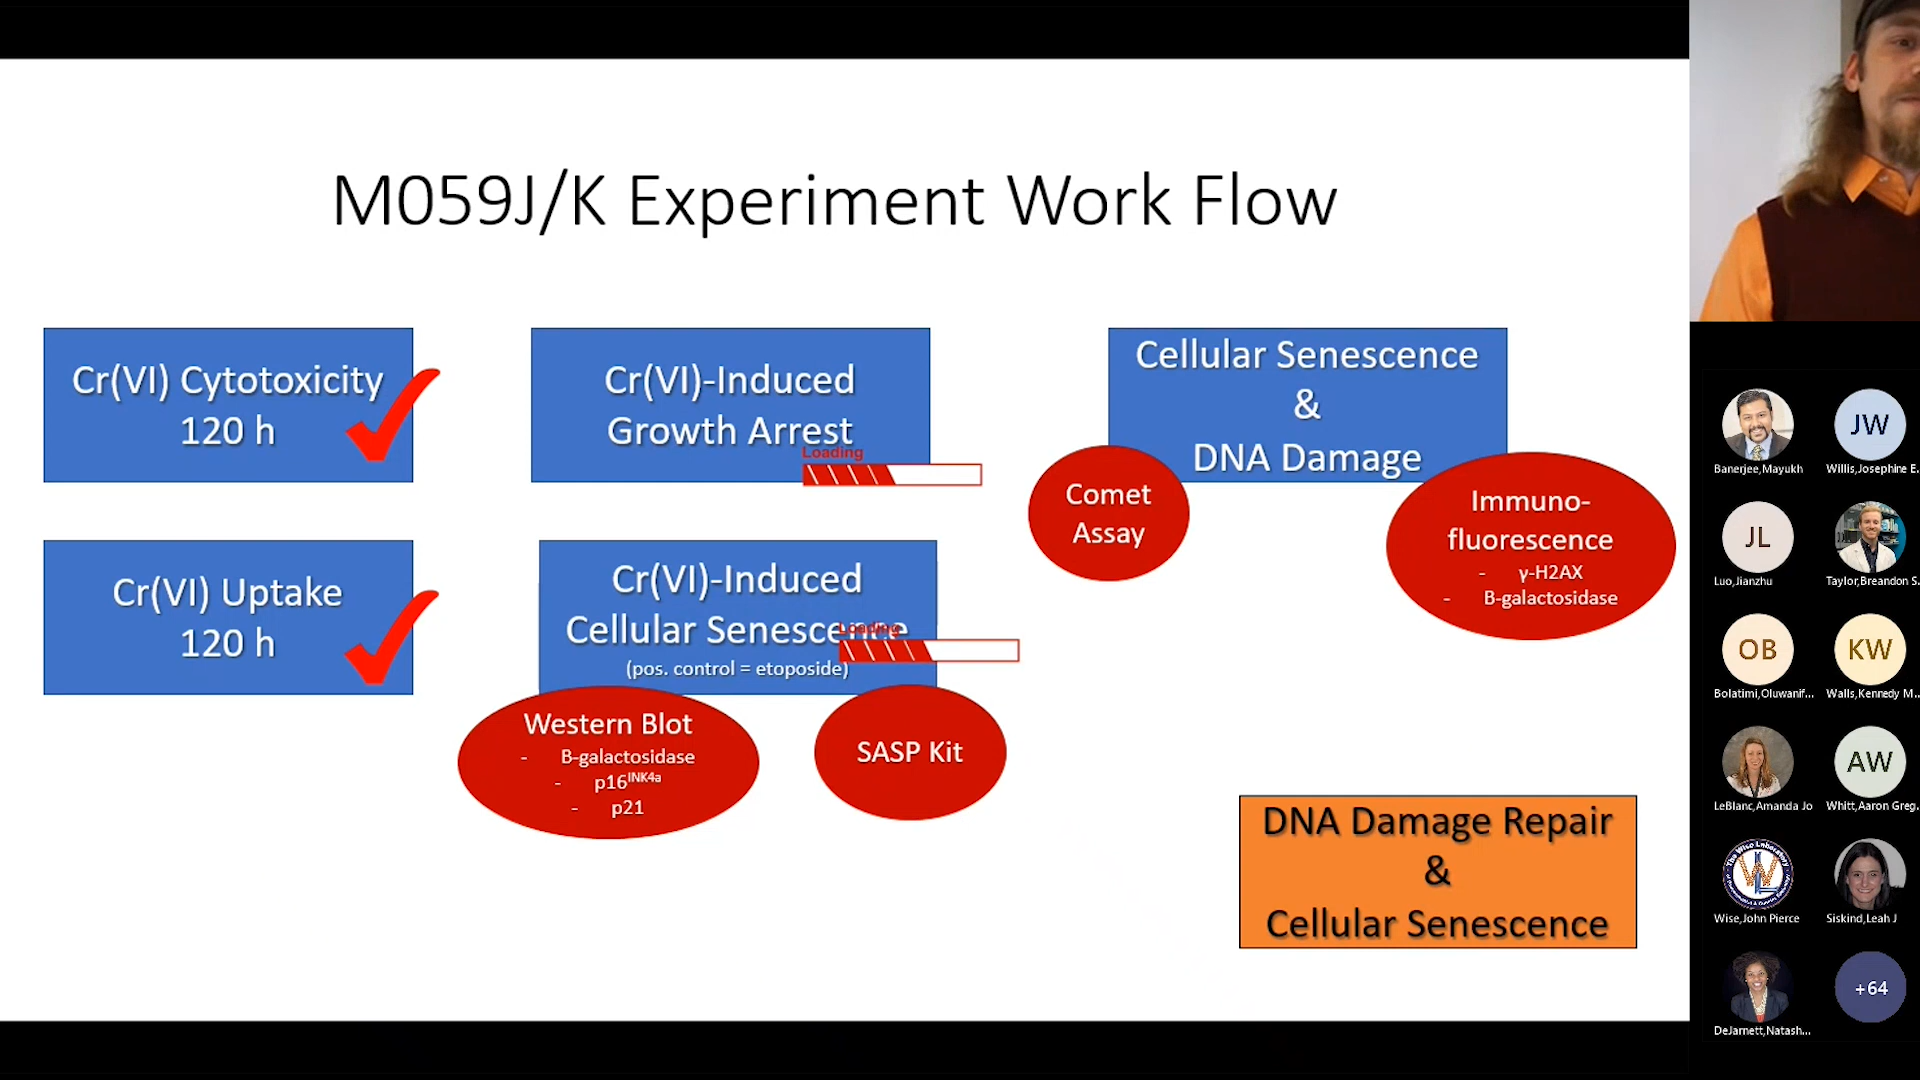 M059J/K Experiment Work Flow
Cr(VI) Cytotoxicity
120 h
Cr(VI)-Induced
Growth Arrest
Loading
Cellular Senescence
&
DNA Damage
Comet
Assay
Immuno-
fluorescence
- γ-H2AX
- B-galactosidase
Cr(VI) Uptake
120 h
Cr(VI)-Induced
Cellular Senescence
Loading
(pos. control = etoposide)
Western Blot
- B-galactosidase
- p16INK4a
- p21
SASP Kit
DNA Damage Repair
&
Cellular Senescence
Banerjee,Mayukh
JW
Willis,Josephine E.
JL
Luo,Jianzhu
Taylor,Breandon S.
OB
Bolatimi,Oluwanif...
KW
Walls,Kennedy M...
LeBlanc,Amanda Jo
AW
Whitt,Aaron Greg.
The Wise Laboratory
Wise,John Pierce
Siskind,Leah J
DeJarnett,Natash...
+64